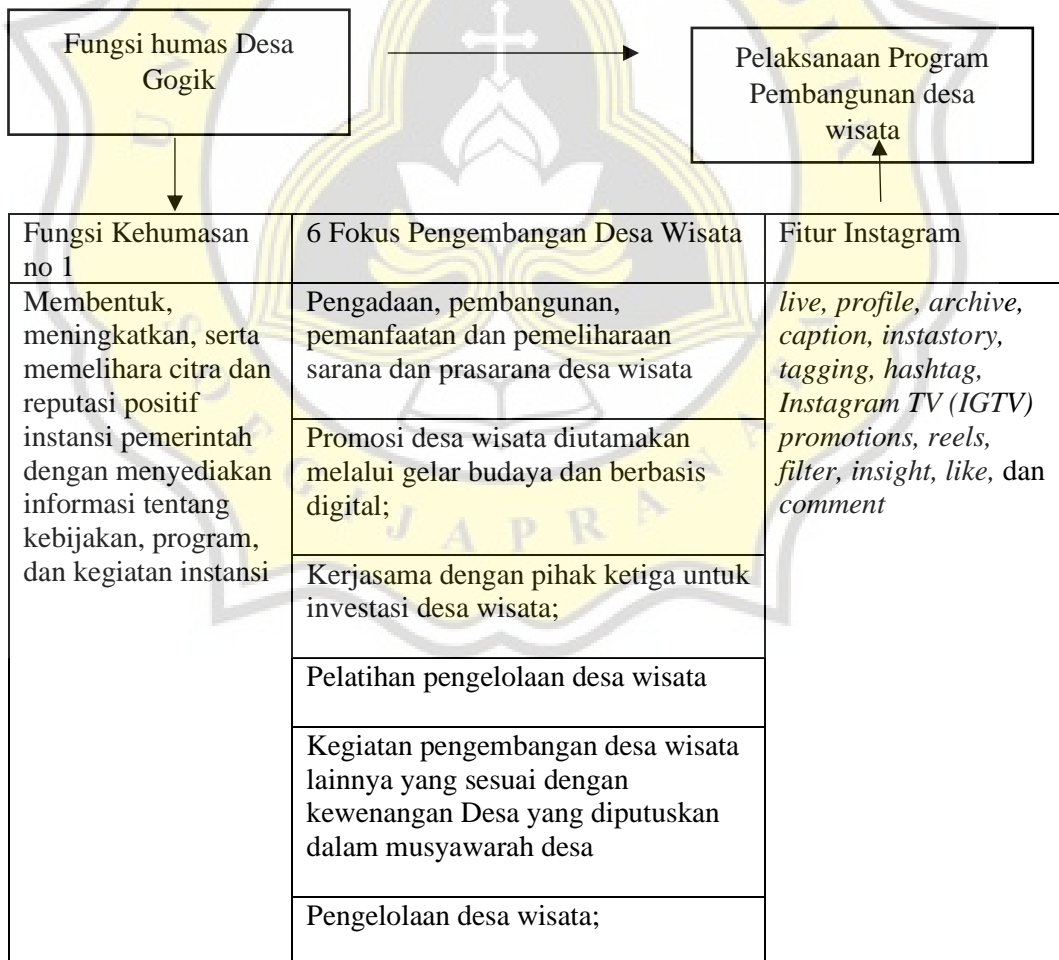 Fungsi humas Desa
Gogik
Pelaksanaan Program
Pembangunan desa
wisata
Fungsi Kehumasan
no 1
6 Fokus Pengembangan Desa Wisata
Fitur Instagram
Membentuk,
meningkatkan, serta
memelihara citra dan
reputasi positif
instansi pemerintah
dengan menyediakan
informasi tentang
kebijakan, program,
dan kegiatan instansi
Pengadaan, pembangunan,
pemanfaatan dan pemeliharaan
sarana dan prasarana desa wisata
Promosi desa wisata diutamakan
melalui gelar budaya dan berbasis
digital;
Kerjasama dengan pihak ketiga untuk
investasi desa wisata;
Pelatihan pengelolaan desa wisata
Kegiatan pengembangan desa wisata
lainnya yang sesuai dengan
kewenangan Desa yang diputuskan
dalam musyawarah desa
Pengelolaan desa wisata;
live, profile, archive,
caption, instastory,
tagging, hashtag,
Instagram TV (IGTV)
promotions, reels,
filter, insight, like, dan
comment
SOEGIJAPRANATA